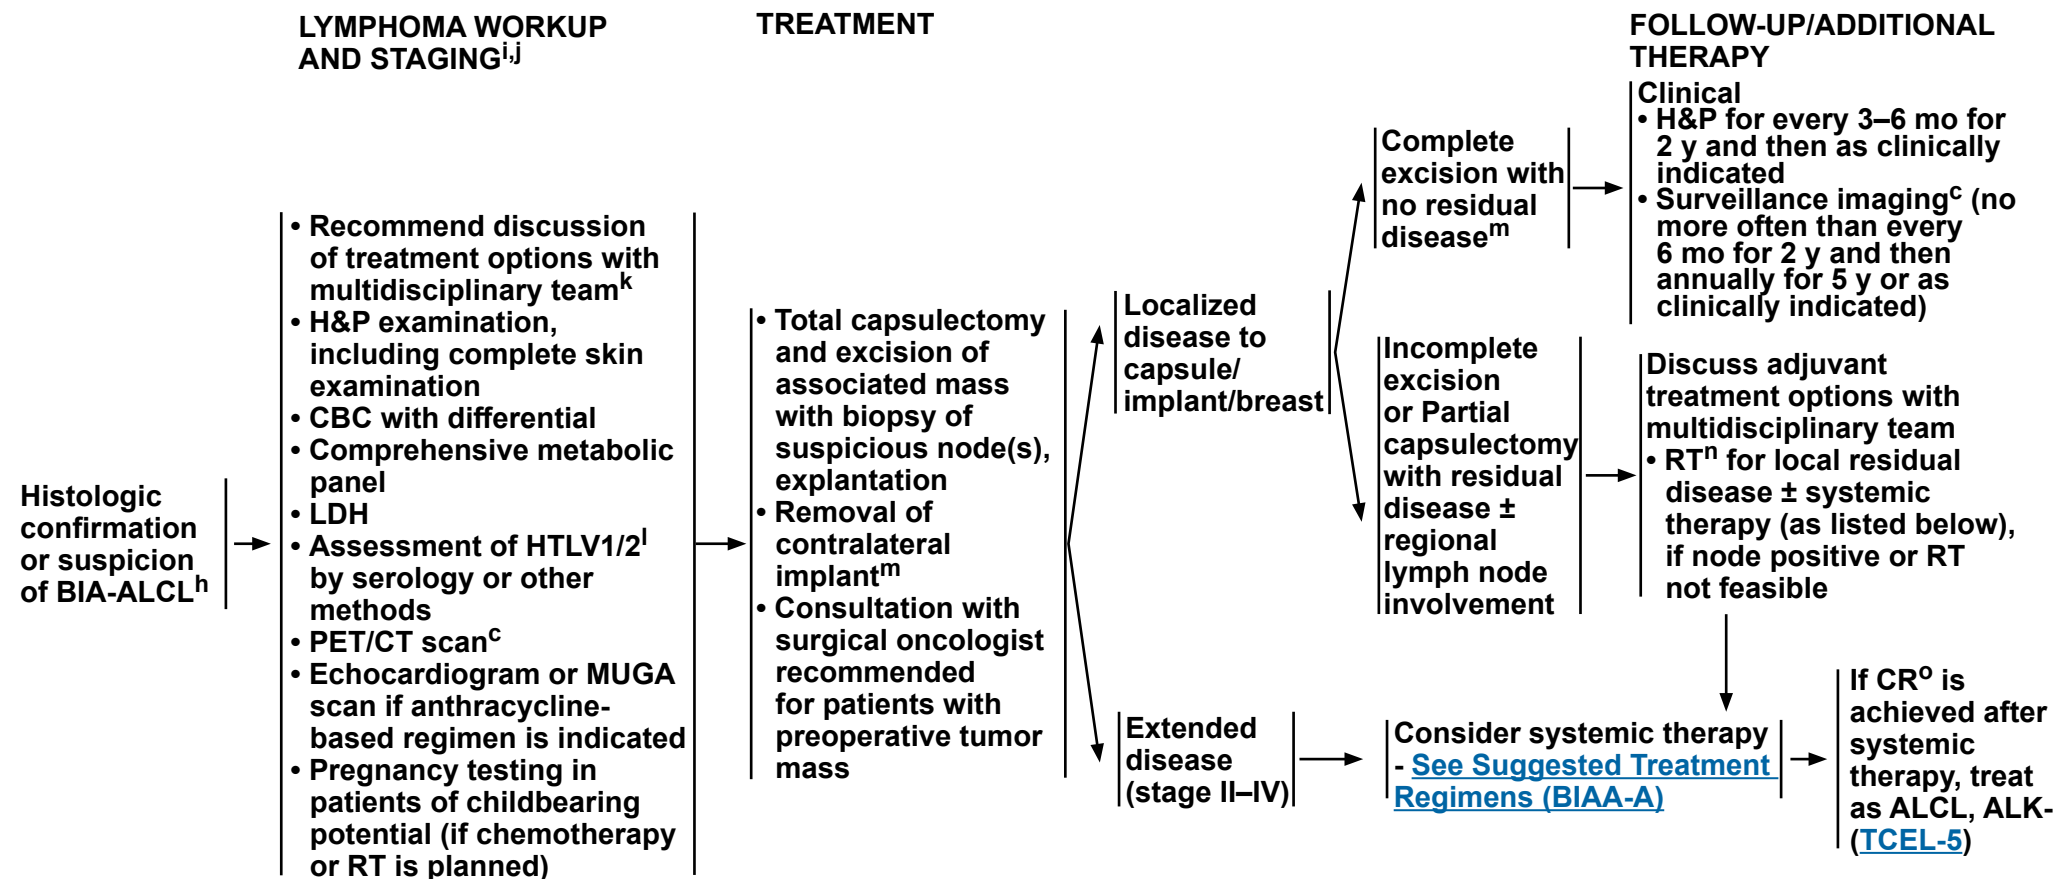 LYMPHOMA WORKUP
AND STAGINGi,j
TREATMENT
FOLLOW-UP/ADDITIONAL
THERAPY
Histologic
confirmation
or suspicion
of BIA-ALCLh
• Recommend discussion
of treatment options with
multidisciplinary teamk
• H&P examination,
including complete skin
examination
• CBC with differential
• Comprehensive metabolic
panel
• LDH
• Assessment of HTLV1/2l
by serology or other
methods
• PET/CT scanc
• Echocardiogram or MUGA
scan if anthracycline-
based regimen is indicated
• Pregnancy testing in
patients of childbearing
potential (if chemotherapy
or RT is planned)
• Total capsulectomy
and excision of
associated mass
with biopsy of
suspicious node(s),
explantation
• Removal of
contralateral
implantm
• Consultation with
surgical oncologist
recommended
for patients with
preoperative tumor
mass
Localized
disease to
capsule/
implant/breast
Complete
excision with
no residual
diseasem
Clinical
• H&P for every 3–6 mo for
2 y and then as clinically
indicated
• Surveillance imagingc (no
more often than every
6 mo for 2 y and then
annually for 5 y or as
clinically indicated)
Incomplete
excision
or Partial
capsulectomy
with residual
disease ±
regional
lymph node
involvement
Discuss adjuvant
treatment options with
multidisciplinary team
• RTn for local residual
disease ± systemic
therapy (as listed below),
if node positive or RT
not feasible
Extended
disease
(stage II–IV)
Consider systemic therapy
- See Suggested Treatment
Regimens (BIAA-A)
If CRo is
achieved after
systemic
therapy, treat
as ALCL, ALK-
(TCEL-5)